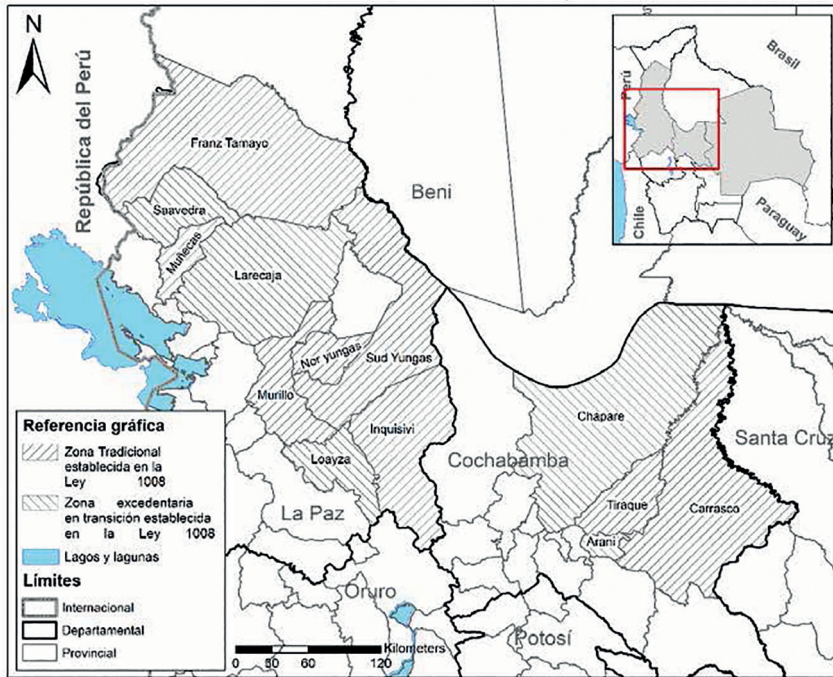 N
República del Perú
Franz Tamayo
Saavedra
Muñecas
Larecaja
Beni
Nor yungas
Sud Yungas
Murillo
Inquisivi
Loayza
La Paz
Cochabamba
Chapare
Tiraque
Arani
Carrasco
Santa Cruz
Oruro
Potosí
Brasil
Perú
Chile
Paraguay
Referencia gráfica
Zona Tradicional
establecida en la
Ley 1008
Zona excedentaria
en transición establecida
en la Ley 1008
Lagos y lagunas
Límites
Internacional
Departamental
Provincial
Kilometers
0 30 60 120